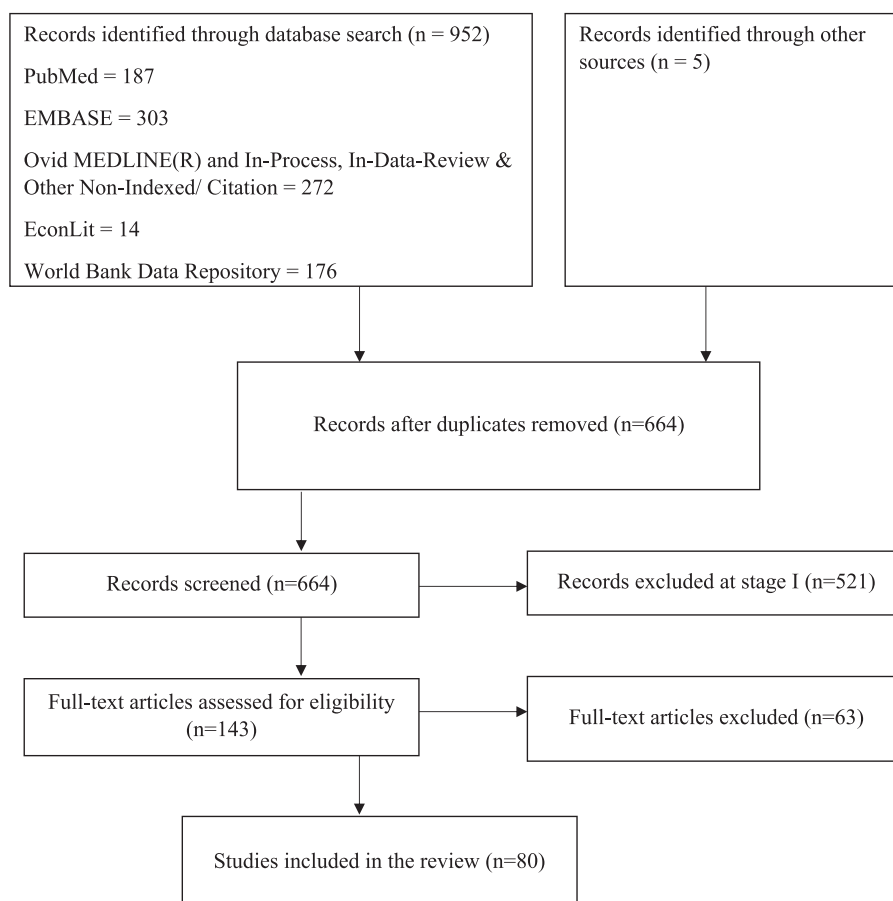 Records identified through database search (n = 952)
PubMed = 187
EMBASE = 303
Ovid MEDLINE(R) and In-Process, In-Data-Review &
Other Non-Indexed/ Citation = 272
EconLit = 14
World Bank Data Repository = 176
Records identified through other
sources (n = 5)
Records after duplicates removed (n=664)
Records screened (n=664)
Records excluded at stage I (n=521)
Full-text articles assessed for eligibility
(n=143)
Full-text articles excluded (n=63)
Studies included in the review (n=80)